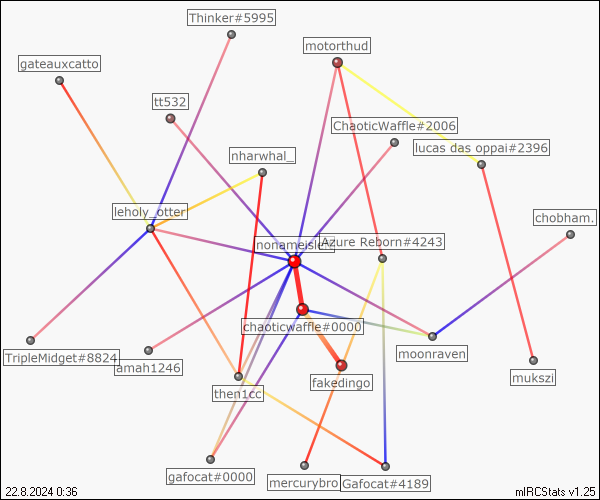 Thinker#5995
motorthud
gateauxcatto
tt532
ChaoticWaffle#2006
lucas das oppai#2396
nharwhal_
leholy_otter
chobham.
Azure Reborn#4243
chaoticwaffle#0000
moonraven
TripleMidget#8824
amah1246
fakedingo
mukszi
then1cc
gafocat#0000
mercurybro
Gafocat#4189
22.8.2024 0:36
mIRCStats v1.25